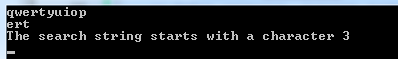 qwertyuiop
ert
The search string starts with a character 3